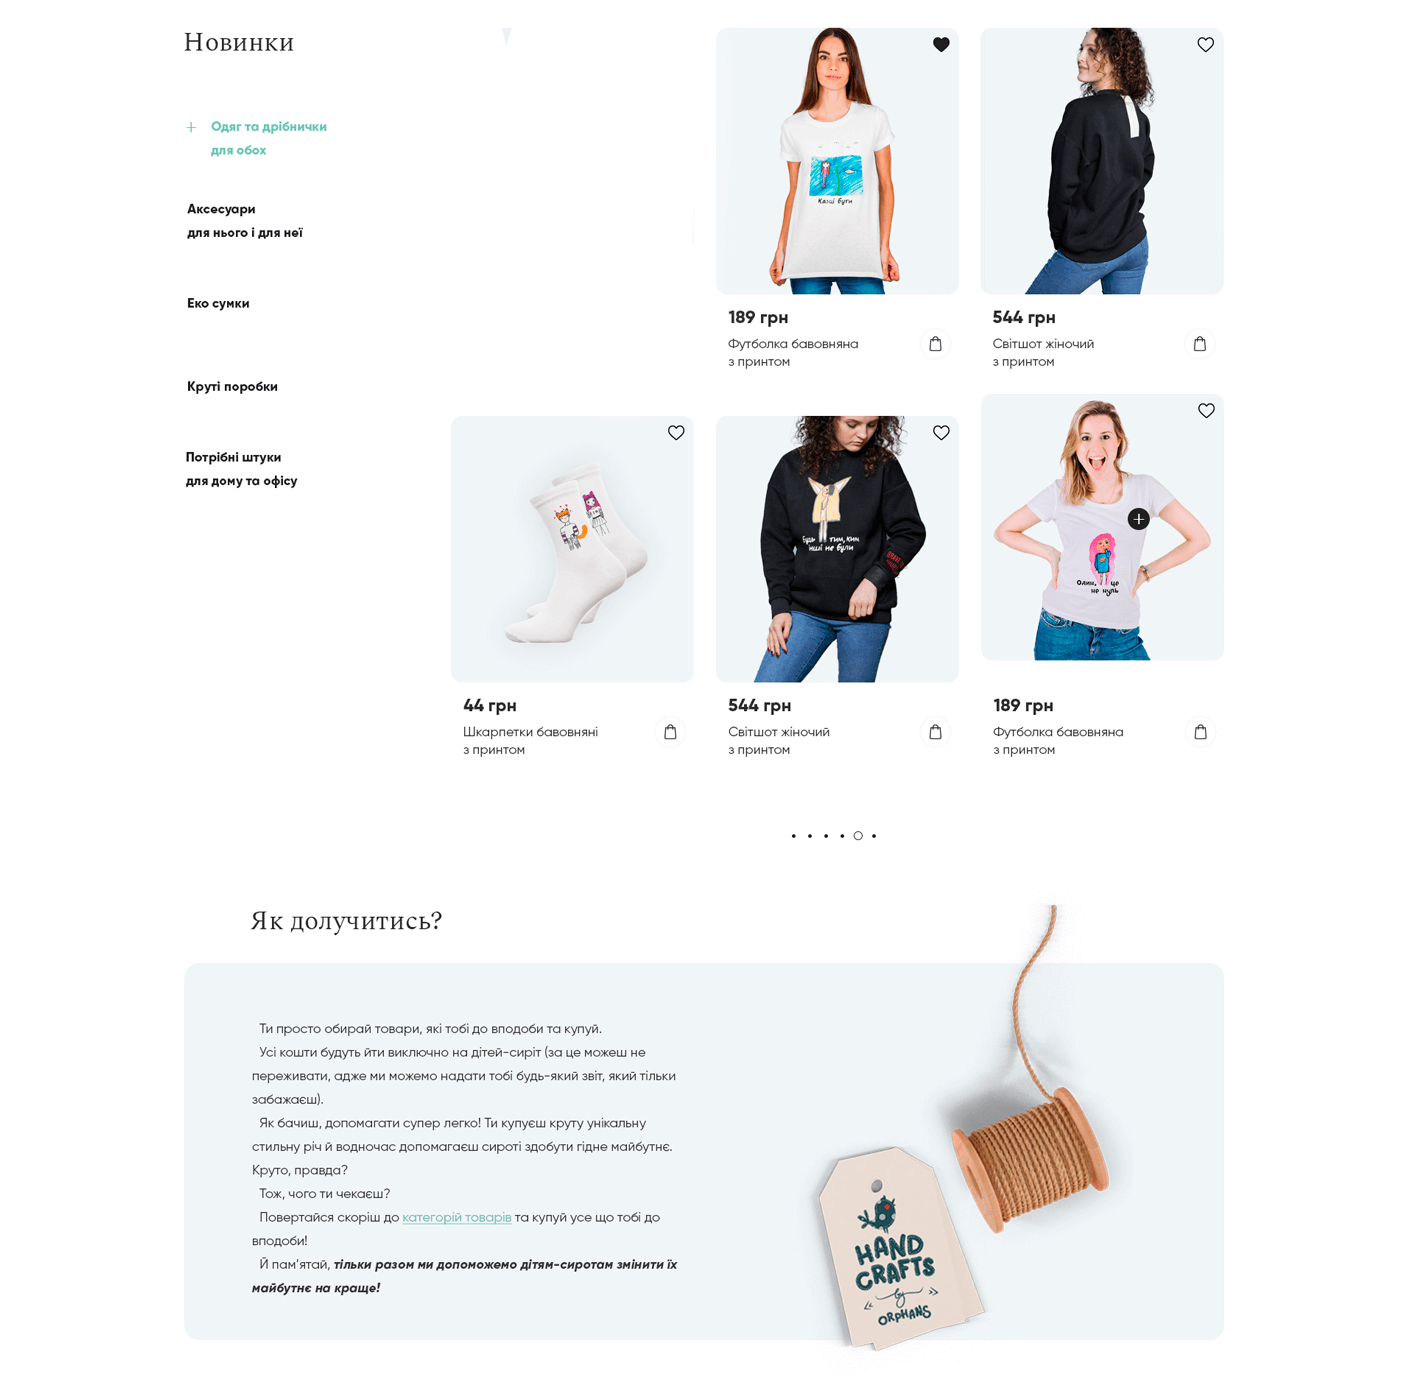 Новинки
Одяг та дрібнички
для обох
Аксесуари
для нього і для неї
Еко сумки
Круті поробки
Потрібні штуки
для дому та офісу
Казці бути
189 грн
Футболка бавовняна
з принтом
544 грн
Світшот жіночий
з принтом
44 грн
Шкарпетки бавовняні
з принтом
будь тим, ким
інші не були
544 грн
Світшот жіночий
з принтом
Один, це
не нуль
189 грн
Футболка бавовняна
з принтом
Як долучитись?
Ти просто обирай товари, які тобі до вподоби та купуй.
Усі кошти будуть йти виключно на дітей-сиріт (за це можеш не
переживати, адже ми можемо надати тобі будь-який звіт, який тільки
забажаєш).
Як бачиш, допомагати супер легко! Ти купуєш круту унікальну
стильну річ й водночас допомагаєш сироті здобути гідне майбутнє.
Круто, правда?
Тож, чого ти чекаєш?
Повертайся скоріш до категорій товарів та купуй усе що тобі до
вподоби!
Й пам’ятай, тільки разом ми допоможемо дітям-сиротам змінити їх
майбутнє на краще!
HAND
CRAFTS
by
ORPHANS